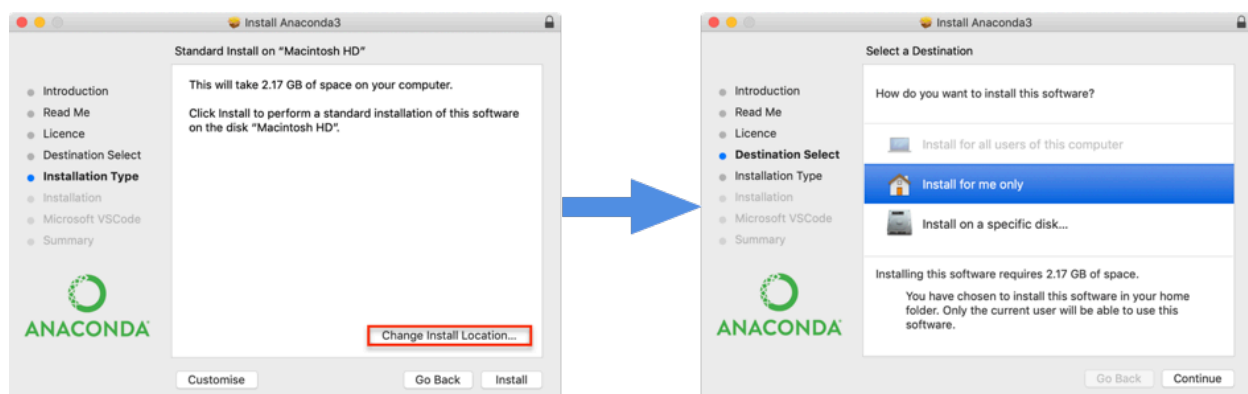 Install Anaconda3
Standard Install on “Macintosh HD”
Introduction
Read Me
Licence
Destination Select
Installation Type
Installation
Microsoft VSCode
Summary
ANACONDA
This will take 2.17 GB of space on your computer.
Click Install to perform a standard installation of this software
on the disk “Macintosh HD”.
Change Install Location...
Customise
Go Back
Install
Install Anaconda3
Select a Destination
Introduction
Read Me
Licence
Destination Select
Installation Type
Installation
Microsoft VSCode
Summary
ANACONDA
How do you want to install this software?
Install for all users of this computer
Install for me only
Install on a specific disk...
Installing this software requires 2.17 GB of space.
You have chosen to install this software in your home
folder. Only the current user will be able to use this
software.
Go Back
Continue